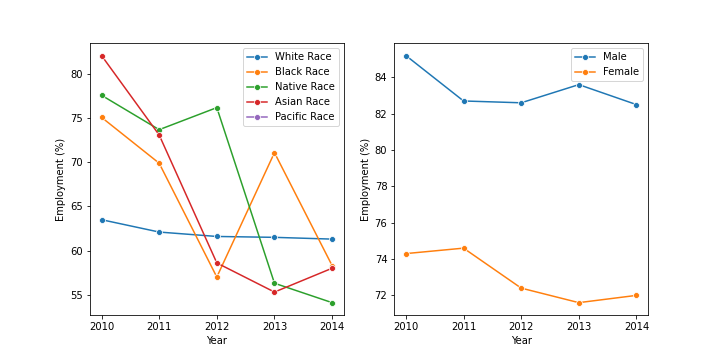 White Race
Black Race
Native Race
Asian Race
Pacific Race
Employment (%)
80
75
70
65
60
55
2010 2011 2012 2013 2014
Year
Male
Female
Employment (%)
84
82
80
78
76
74
72
2010 2011 2012 2013 2014
Year